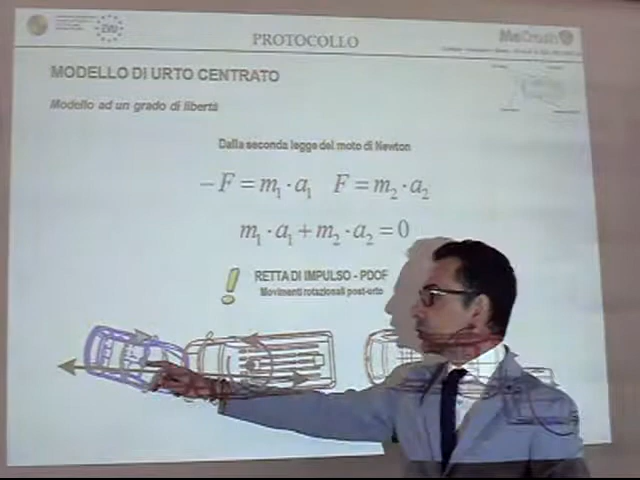 PROTOCOLLO
MODELLO DI URTO CENTRATO
Modello ad un grado di libertà
Dalla seconda legge del moto di Newton
−F = m₁ · a₁ F = m₂ · a₂
m₁ · a₁ + m₂ · a₂ = 0
! RETTA DI IMPULSO - PDOF
Movimenti rotazionali post-urto